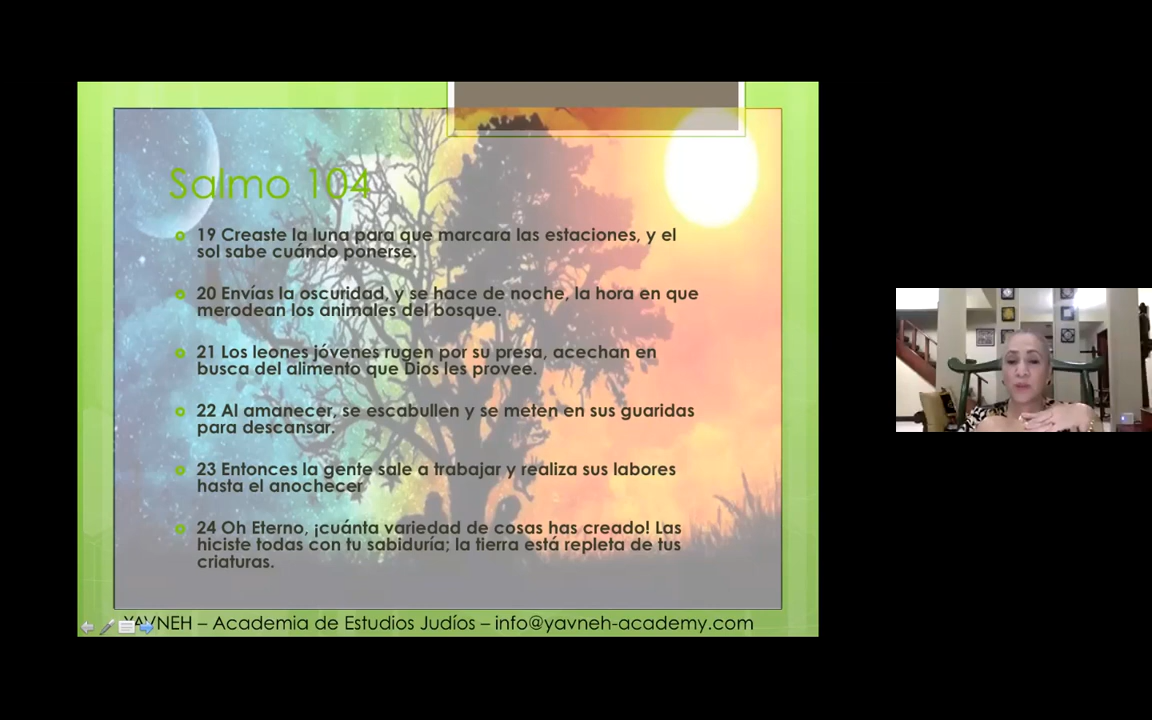 Salmo 104
19 Creaste la luna para que marcara las estaciones, y el
sol sabe cuándo ponerse.
20 Envías la oscuridad, y se hace de noche, la hora en que
merodean los animales del bosque.
21 Los leones jóvenes rugen por su presa, acechan en
busca del alimento que Dios les provee.
22 Al amanecer, se escabullen y se meten en sus guaridas
para descansar.
23 Entonces la gente sale a trabajar y realiza sus labores
hasta el anochecer
24 Oh Eterno, ¡cuánta variedad de cosas has creado! Las
hiciste todas con tu sabiduría; la tierra está repleta de tus
criaturas.
YAVNEH – Academia de Estudios Judíos – info@yavneh-academy.com